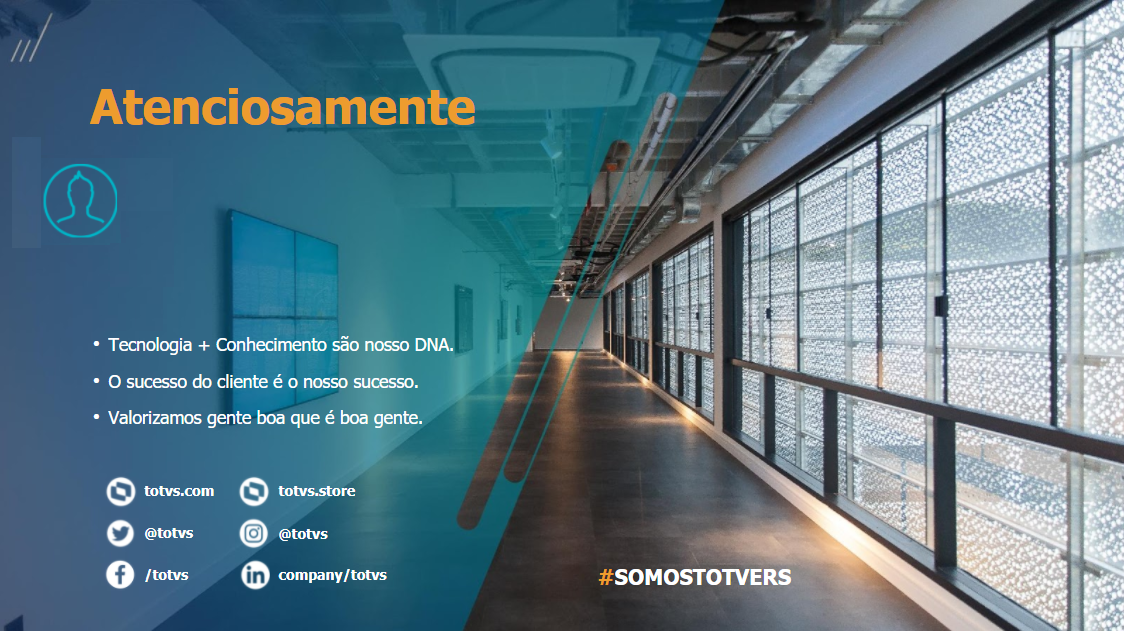 Atenciosamente
• Tecnologia + Conhecimento são nosso DNA.
• O sucesso do cliente é o nosso sucesso.
• Valorizamos gente boa que é boa gente.
totvs.com totvs.store
@totvs @totvs
/totvs company/totvs
#SOMOSTOTVERS